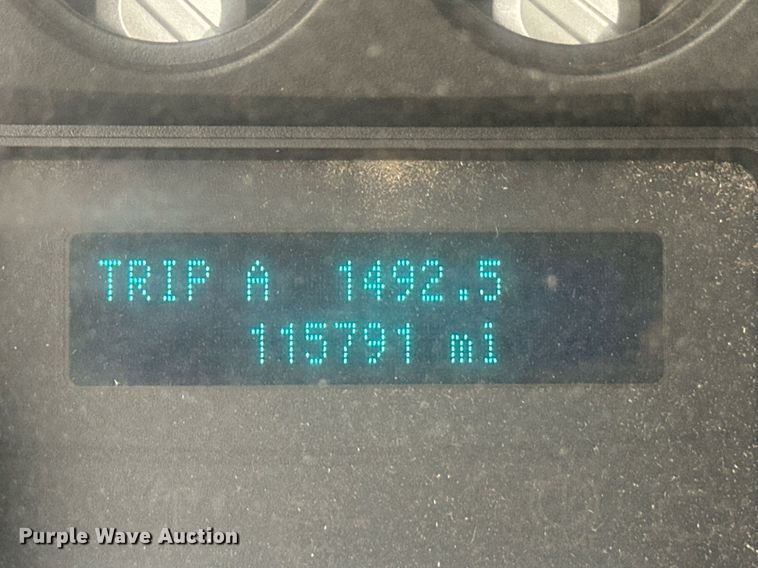 TRIP A 1492.5
115791 mi
Purple Wave Auction